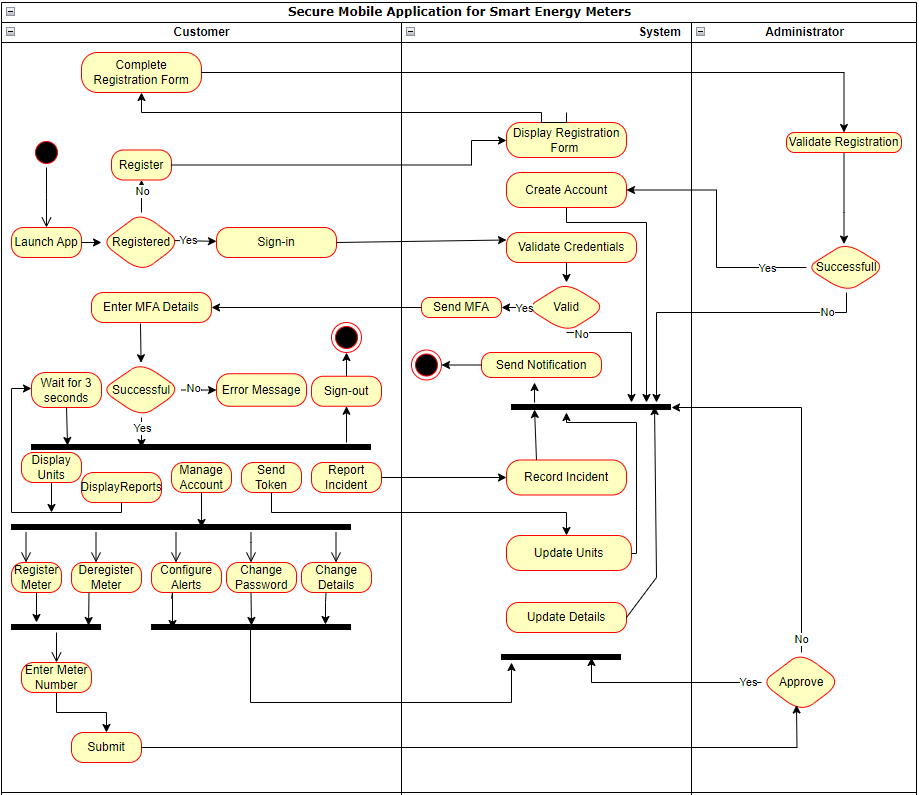 Secure Mobile Application for Smart Energy Meters
Customer
System
Administrator
Complete
Registration Form
Display Registration
Form
Validate Registration
Register
No
Create Account
Launch App
Registered
Yes
Sign-in
Validate Credentials
Successfull
Yes
No
Enter MFA Details
Send MFA
Yes
Valid
No
Send Notification
Wait for 3
seconds
Successful
No
Error Message
Sign-out
Yes
Display
Units
DisplayReports
Manage
Account
Send
Token
Report
Incident
Record Incident
Update Units
Register
Meter
Deregister
Meter
Configure
Alerts
Change
Password
Change
Details
Update Details
No
Enter Meter
Number
Yes
Approve
Submit